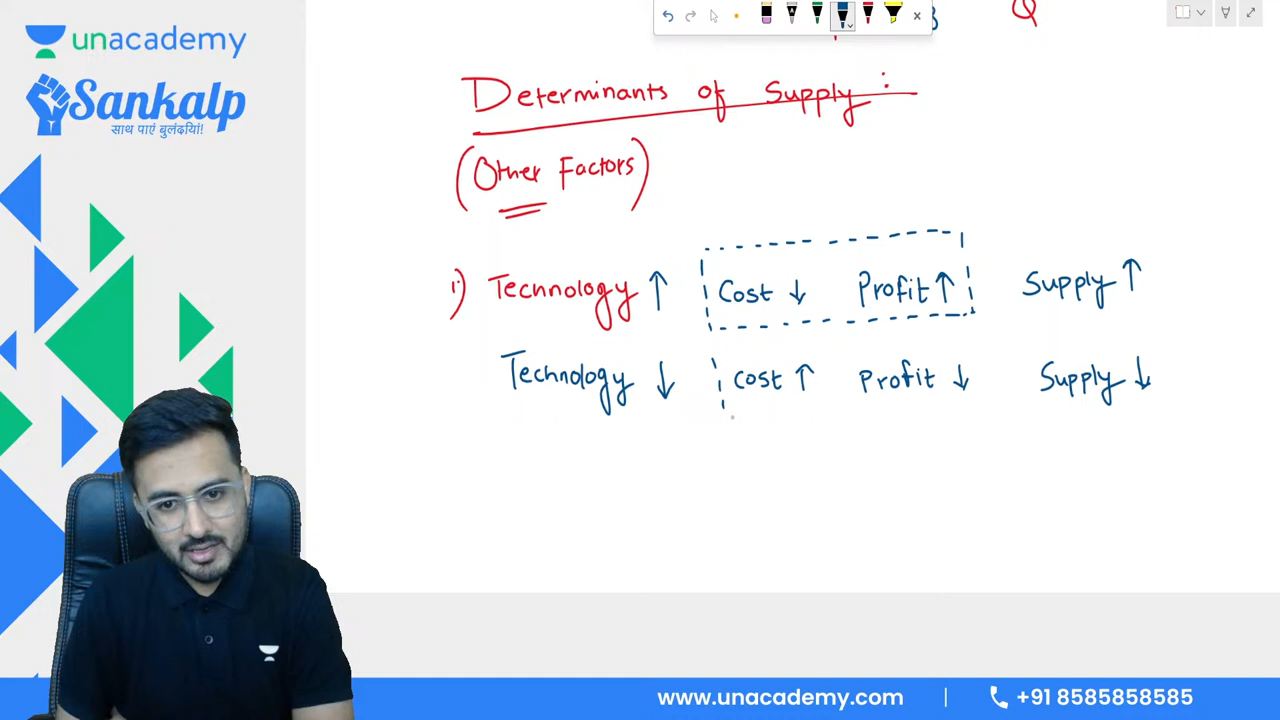 unacademy
Sankalp
साथ पाएं बुलंदियां!
Q
Determinants of Supply :
(Other Factors)
1.) Technology ↑ Cost ↓ Profit ↑ Supply ↑
Technology ↓ Cost ↑ Profit ↓ Supply ↓
www.unacademy.com | +91 8585858585